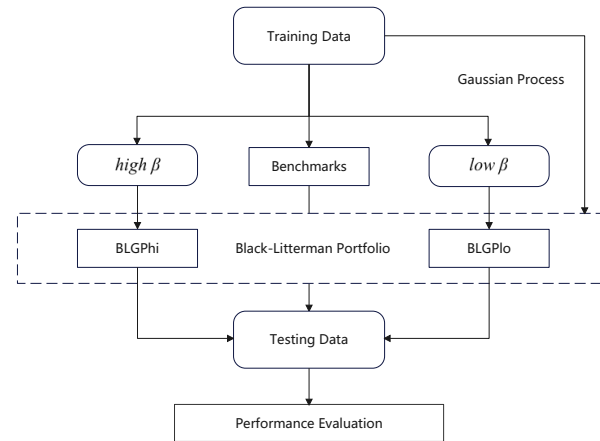 Training Data
Gaussian Process
high β
Benchmarks
low β
BLGPhi
Black-Litterman Portfolio
BLGPlo
Testing Data
Performance Evaluation